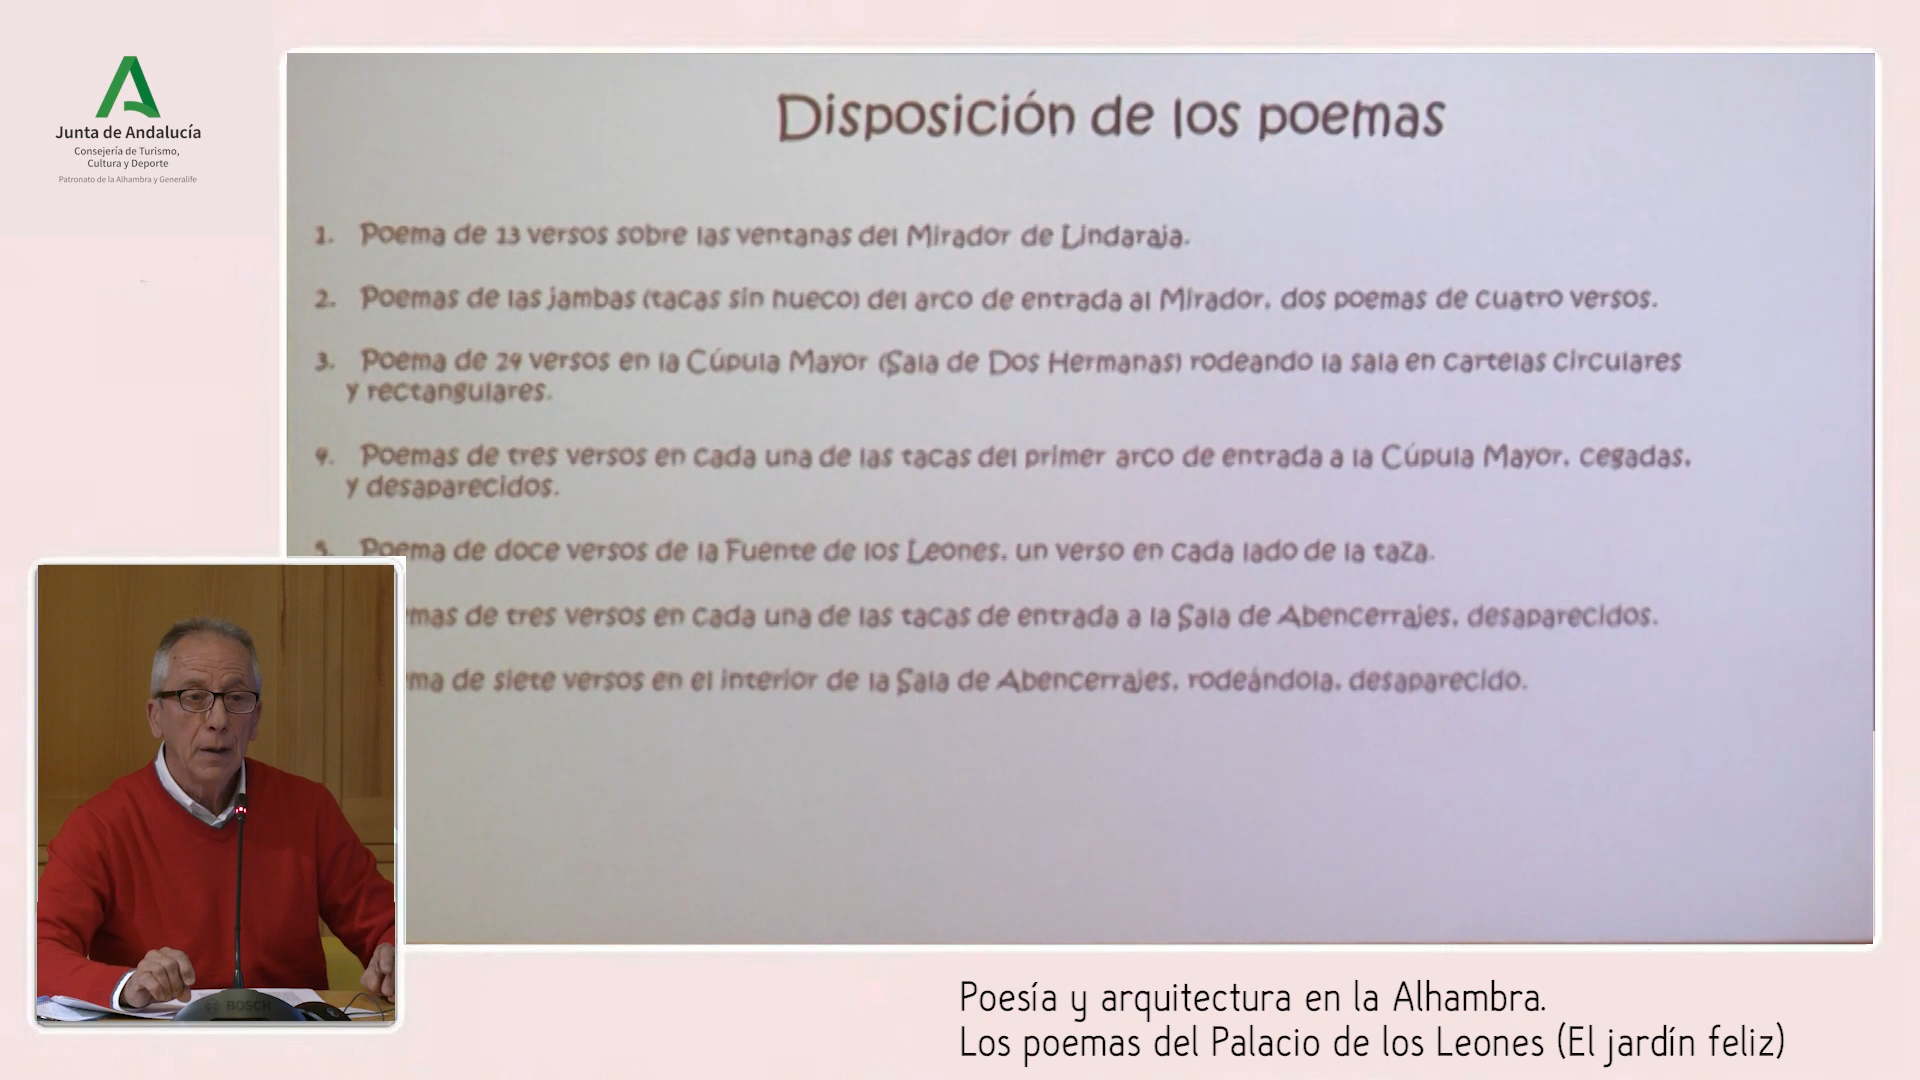 Junta de Andalucía
Consejería de Turismo,
Cultura y Deporte
Patronato de la Alhambra y Generalife
Disposición de los poemas
1. Poema de 13 versos sobre las ventanas del Mirador de Lindaraja.
2. Poemas de las jambas (tacas sin hueco) del arco de entrada al Mirador, dos poemas de cuatro versos.
3. Poema de 24 versos en la Cúpula Mayor (Sala de Dos Hermanas) rodeando la sala en cartelas circulares
y rectangulares.
4. Poemas de tres versos en cada una de las tacas del primer arco de entrada a la Cúpula Mayor, cegadas,
y desaparecidos.
5. Poema de doce versos de la Fuente de los Leones, un verso en cada lado de la taza.
mas de tres versos en cada una de las tacas de entrada a la Sala de Abencerrajes, desaparecidos.
ma de siete versos en el interior de la Sala de Abencerrajes, rodeándola, desaparecido.
BOSCH
Poesía y arquitectura en la Alhambra.
Los poemas del Palacio de los Leones (El jardín feliz)